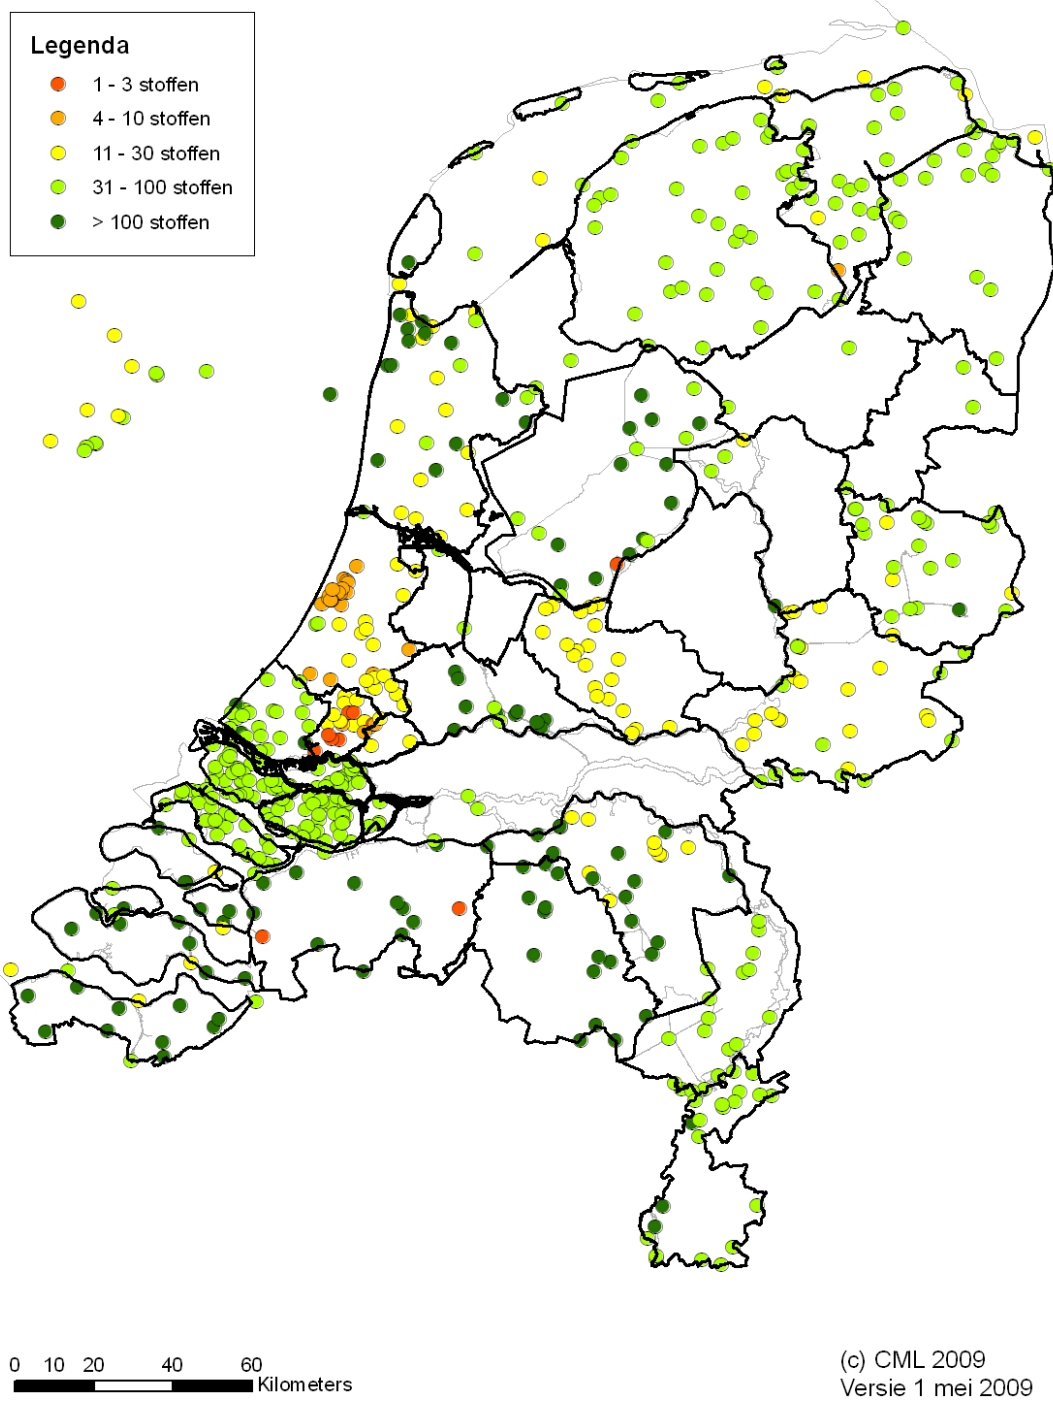 Legenda
1 - 3 stoffen
4 - 10 stoffen
11 - 30 stoffen
31 - 100 stoffen
> 100 stoffen
0 10 20 40 60
Kilometers
(c) CML 2009
Versie 1 mei 2009